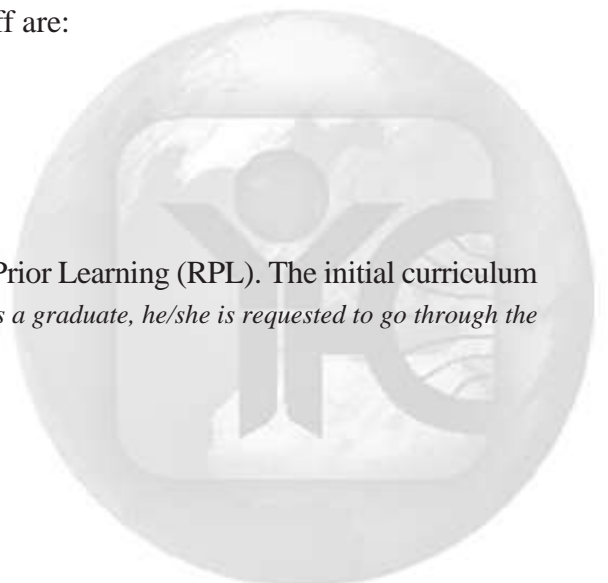 ff are:
Prior Learning (RPL). The initial curriculum
s a graduate, he/she is requested to go through the